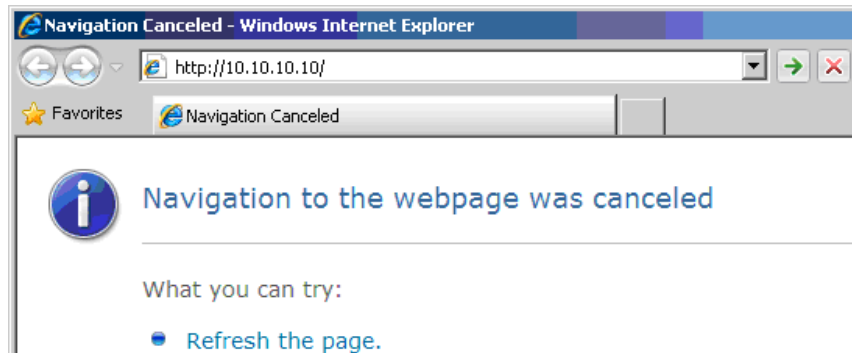 Navigation Canceled - Windows Internet Explorer
http://10.10.10.10/
Favorites
Navigation Canceled
Navigation to the webpage was canceled
What you can try:
Refresh the page.